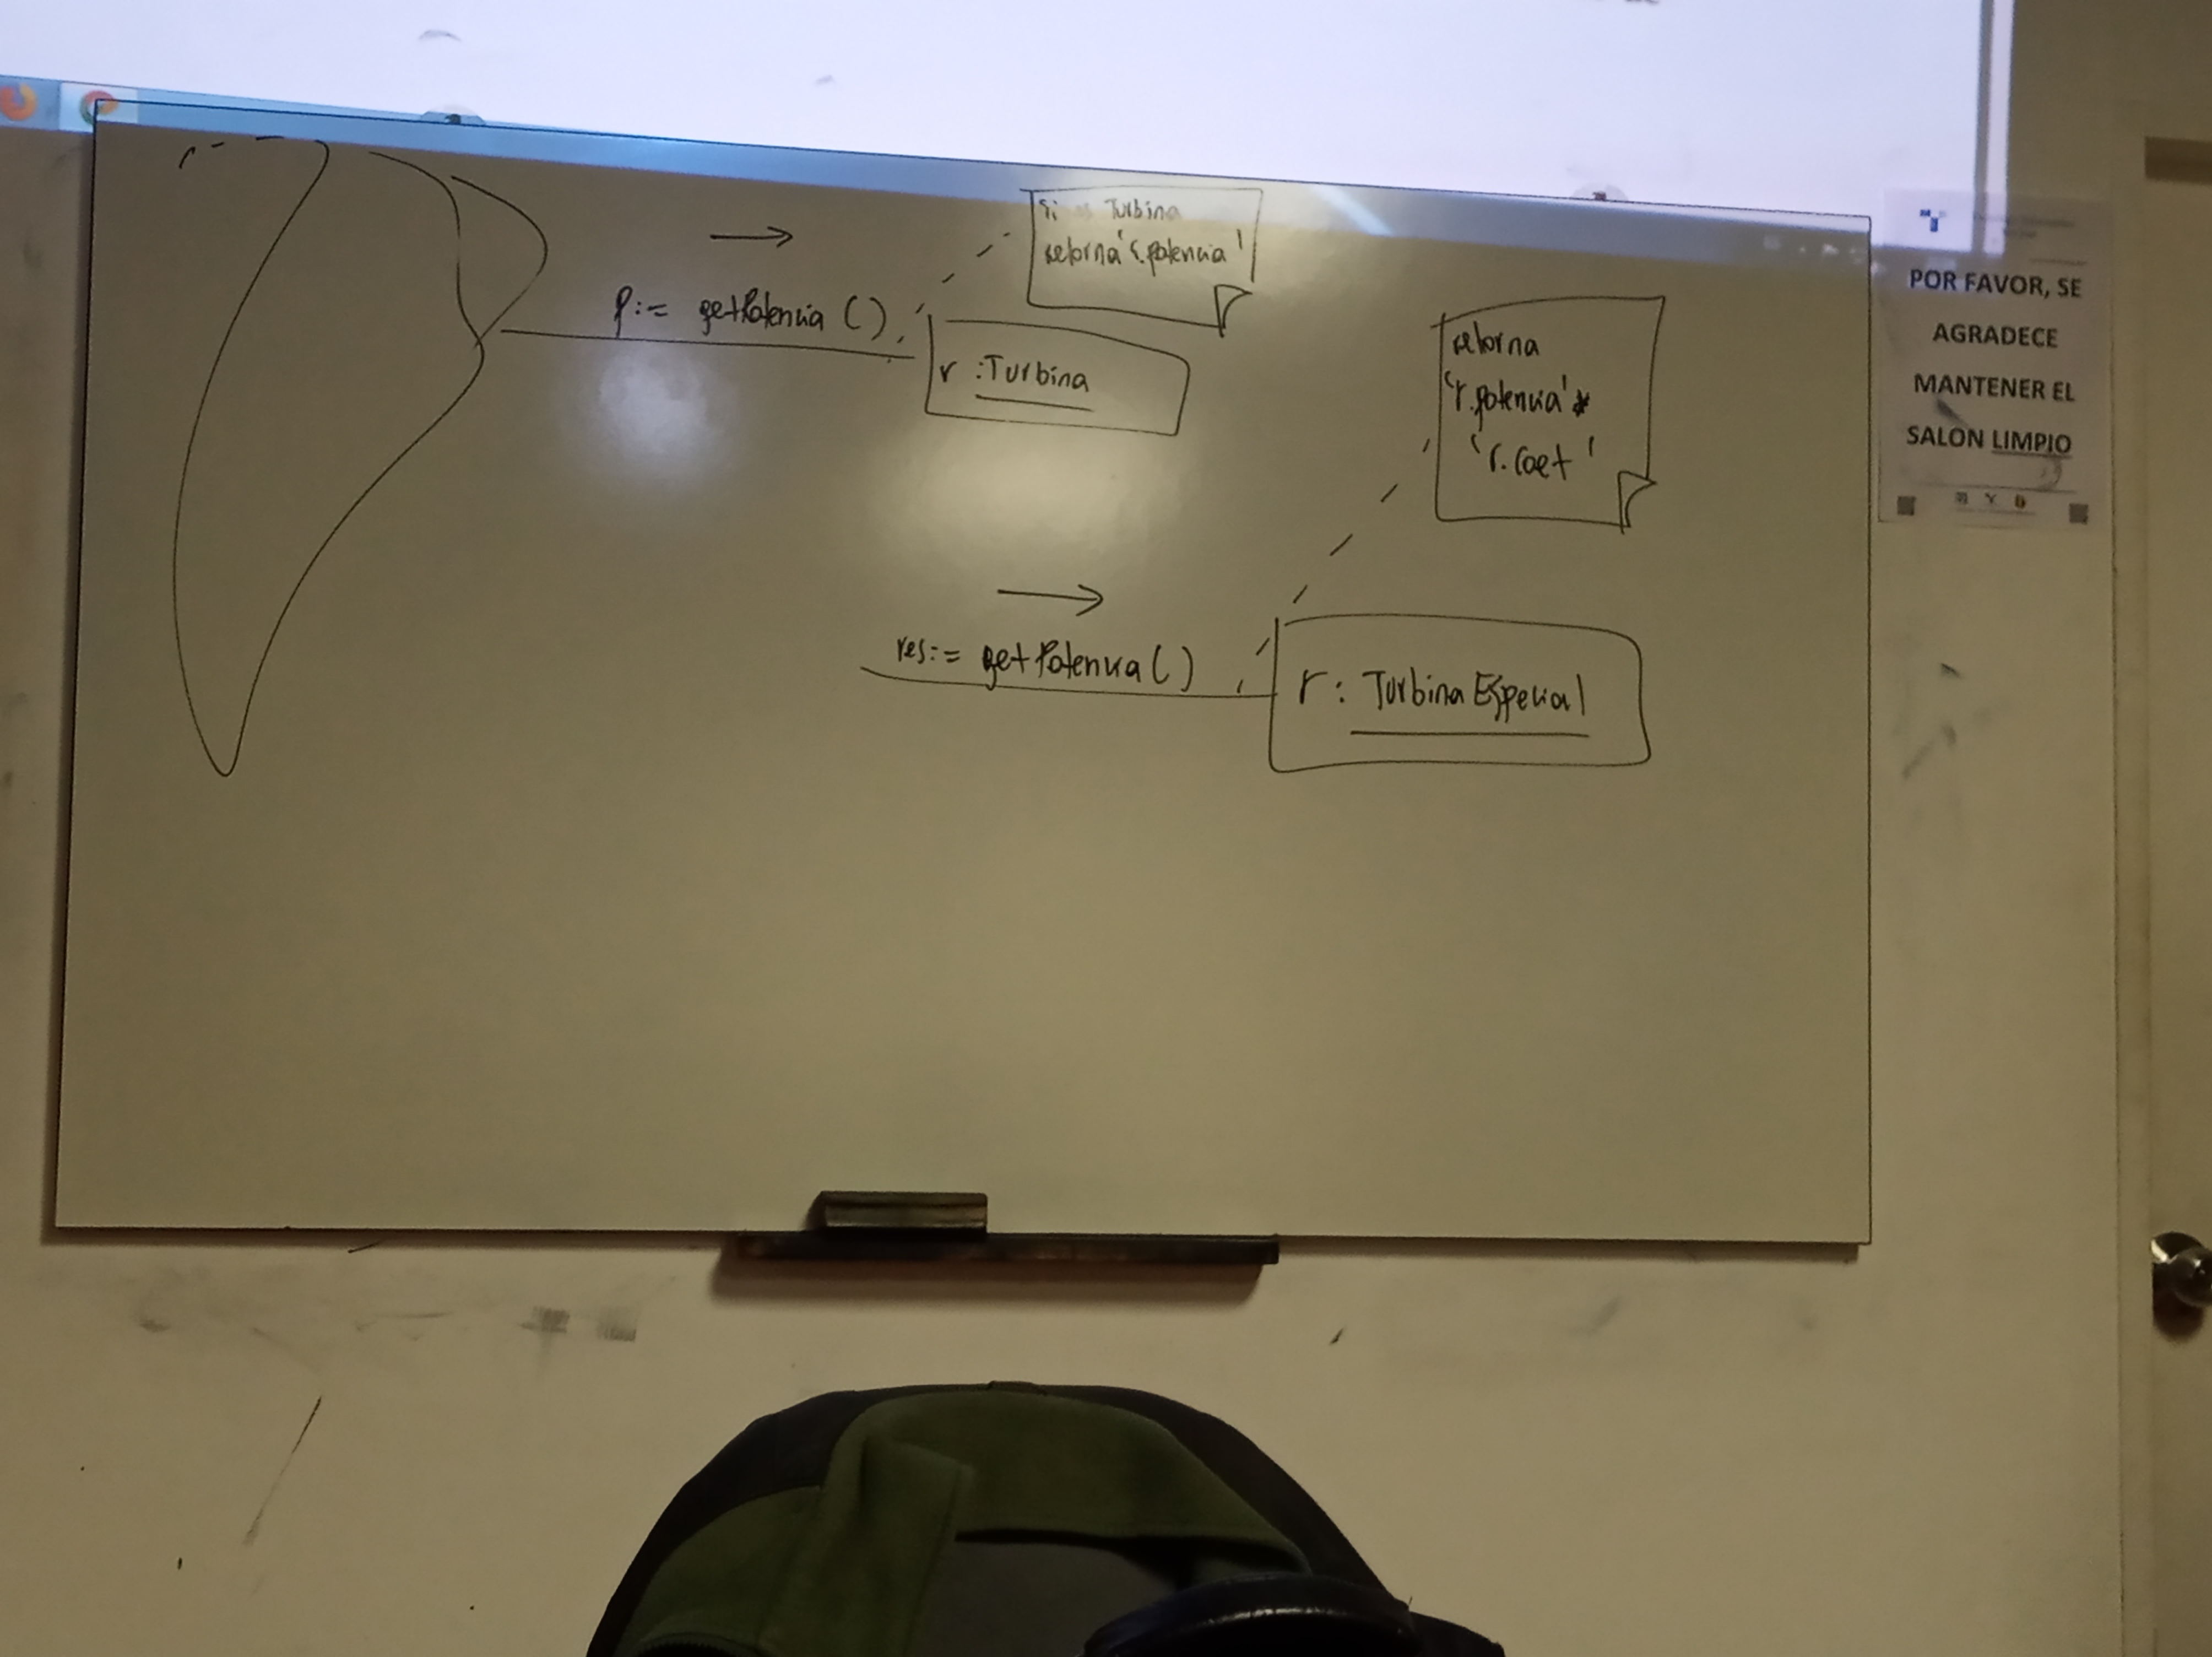 Si es Turbina
retorna 'r.potencia'
p:= getPotencia()
r :Turbina
retorna
'r.potencia' *
'r.coef'
res:= getPotencia()
r: TurbinaEspecial
POR FAVOR, SE
AGRADECE
MANTENER EL
SALON LIMPIO